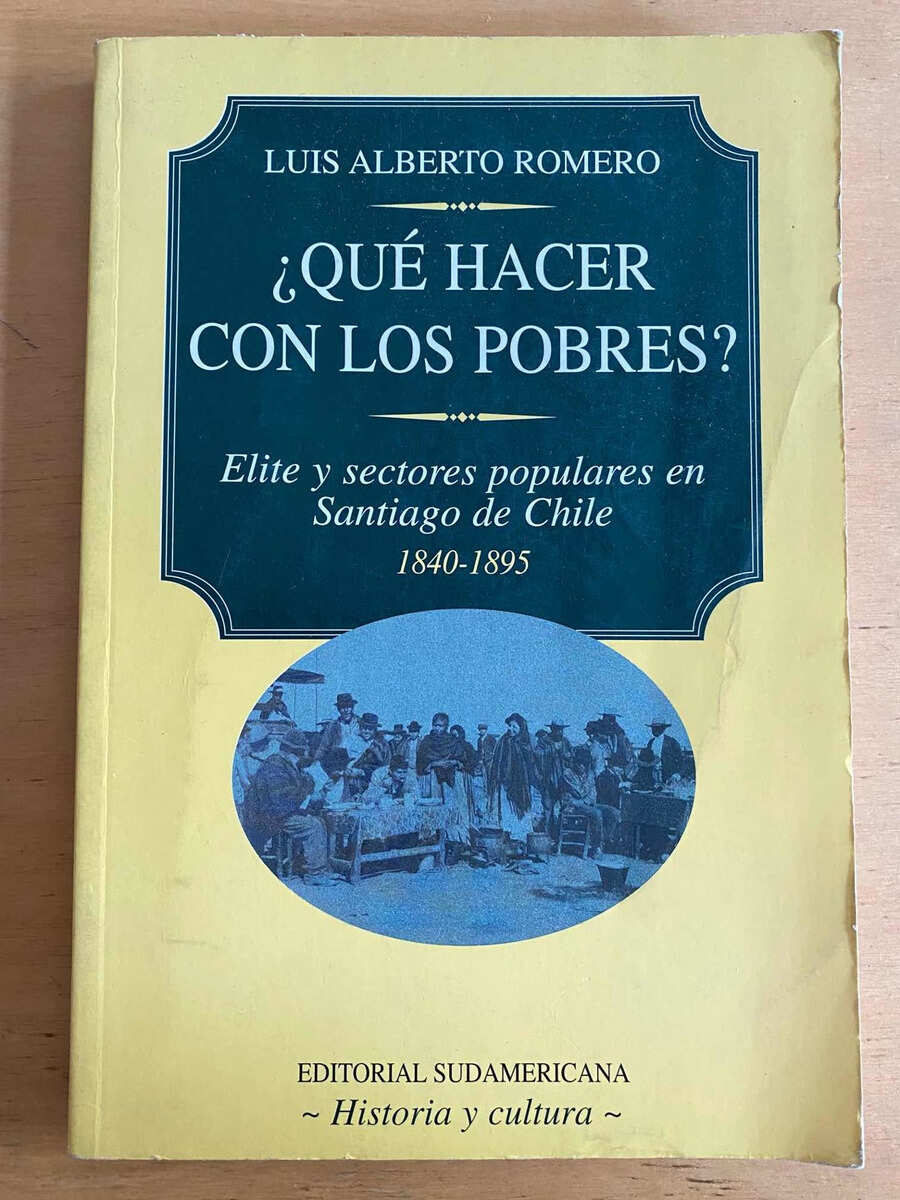 LUIS ALBERTO ROMERO
¿QUÉ HACER
CON LOS POBRES?
Elite y sectores populares en
Santiago de Chile
1840-1895
EDITORIAL SUDAMERICANA
~ Historia y cultura ~